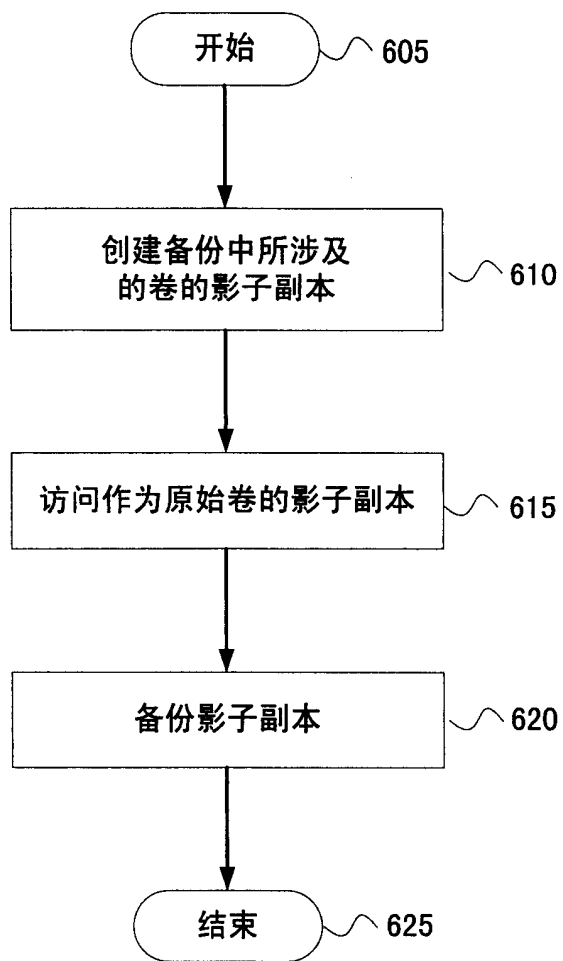 开始
605
创建备份中所涉及
的卷的影子副本
610
访问作为原始卷的影子副本
615
备份影子副本
620
结束
625